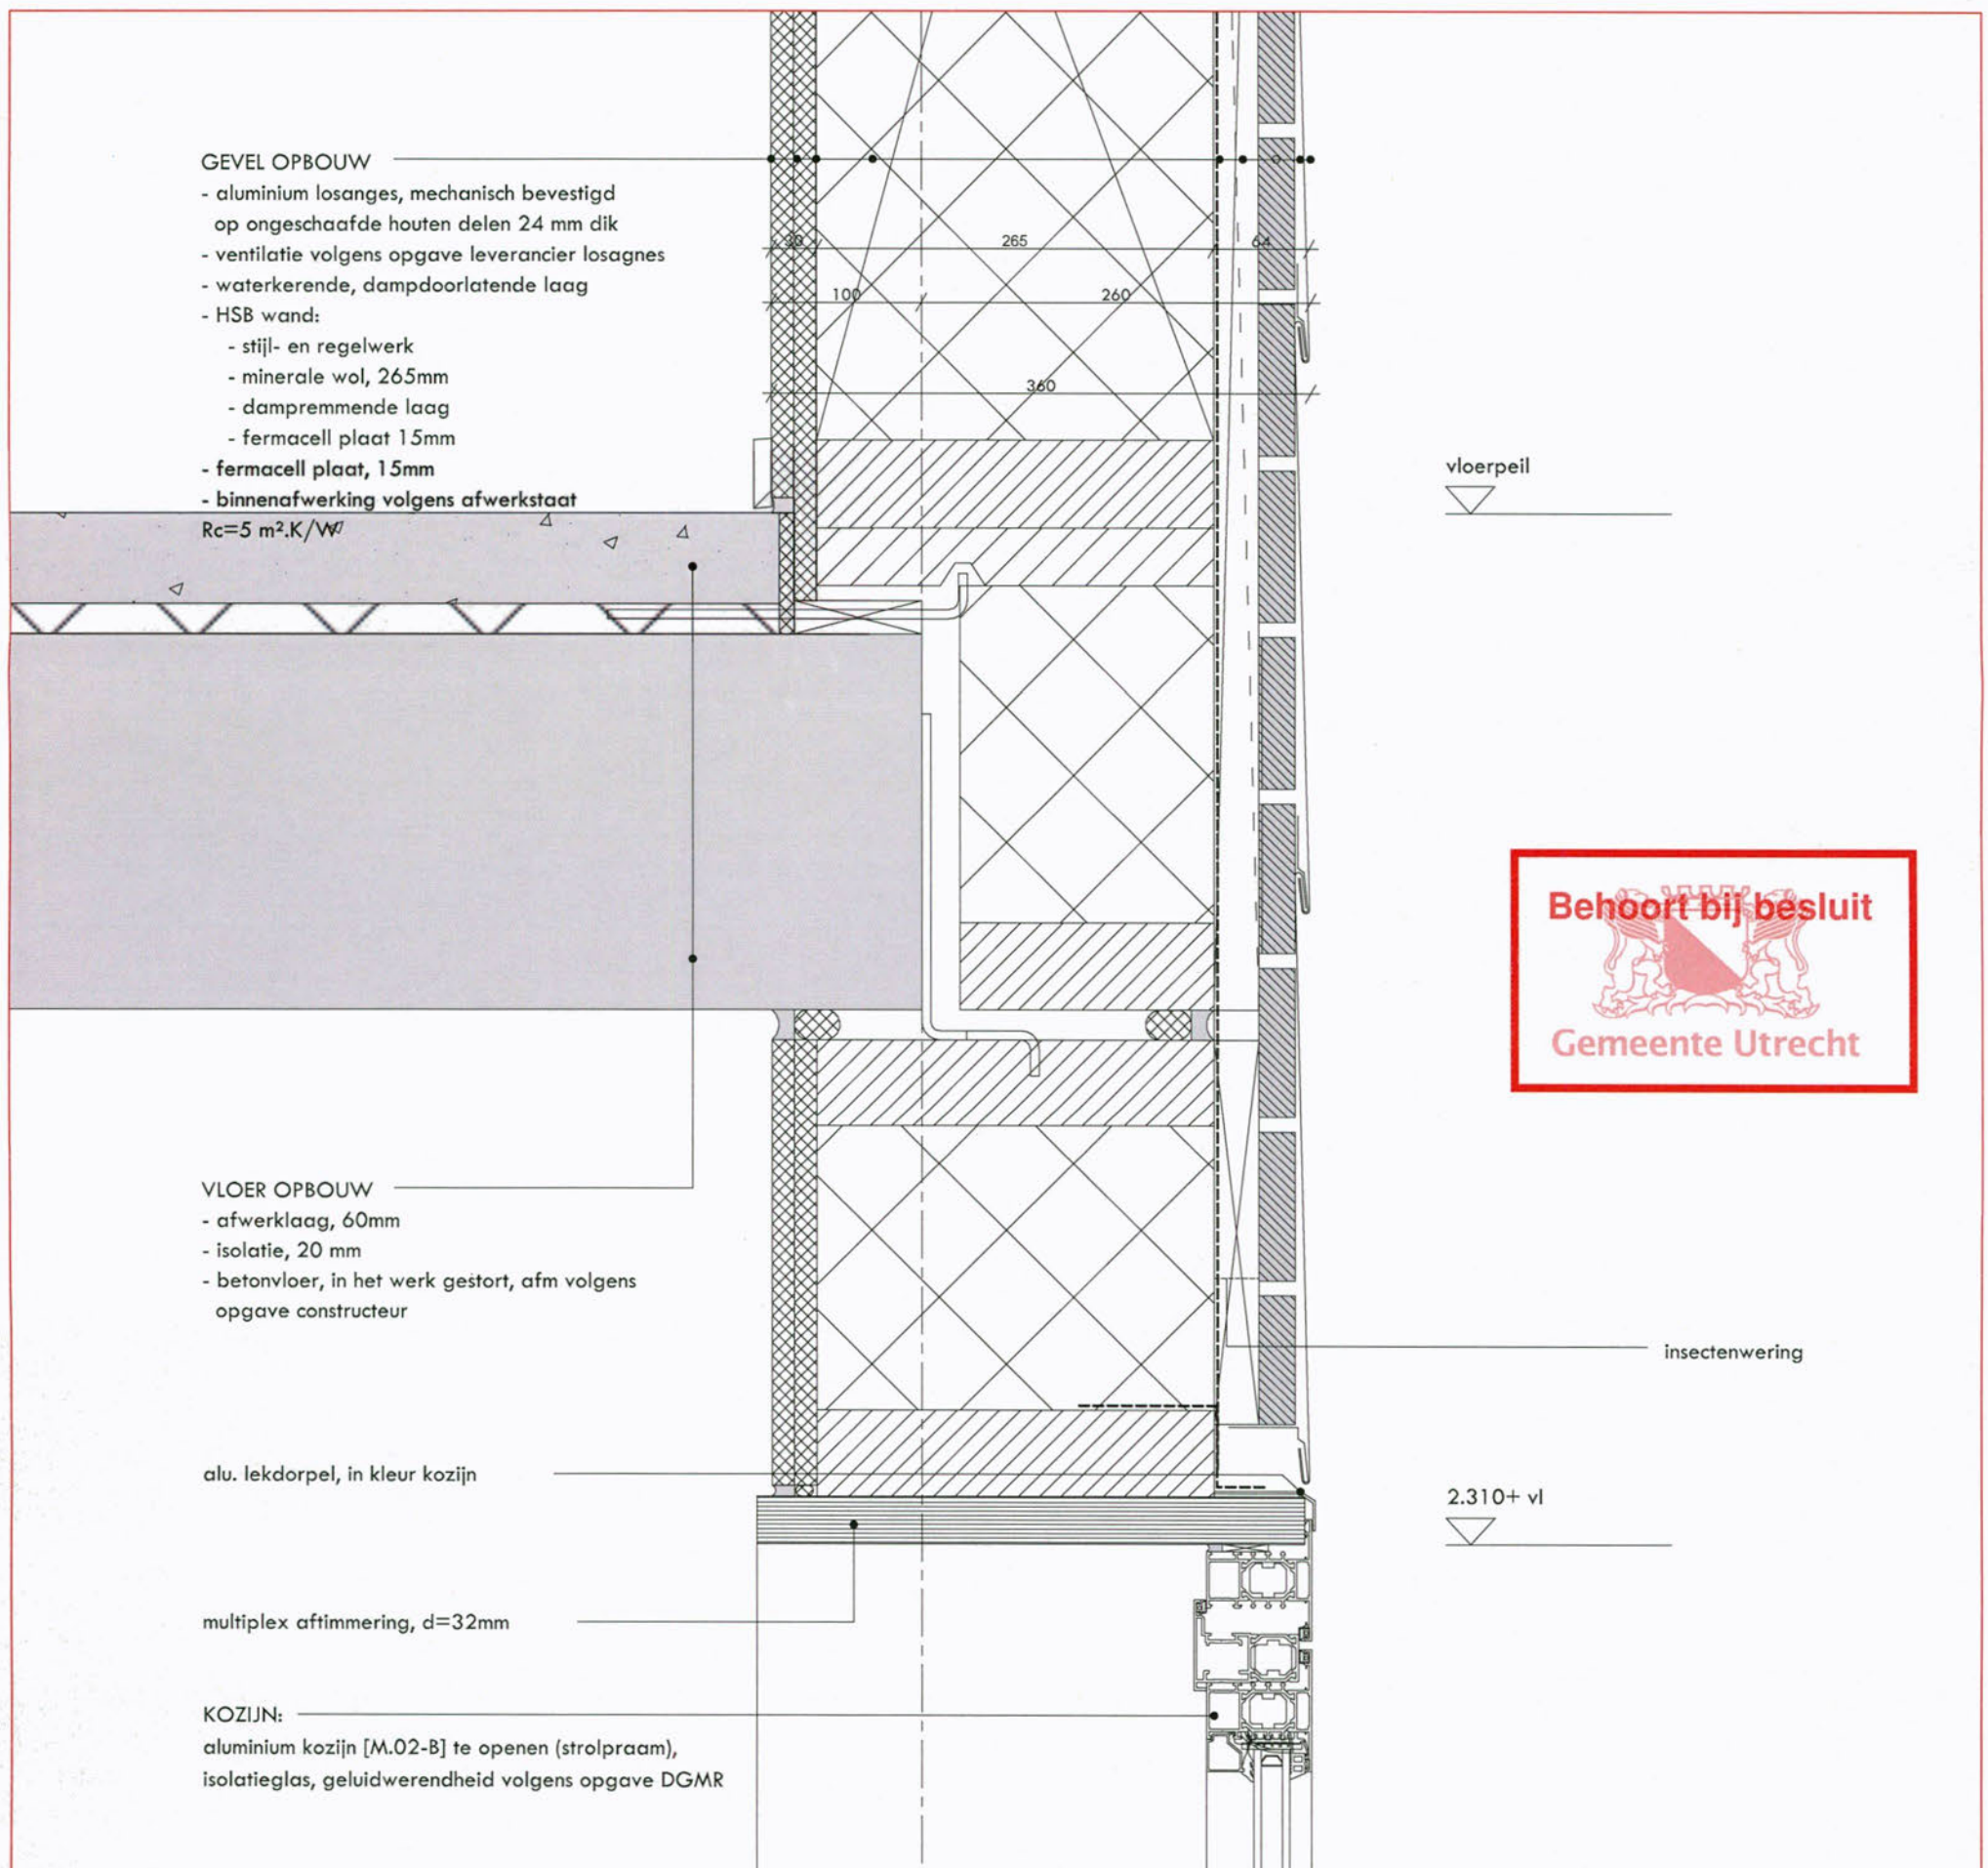 GEVEL OPBOUW
- aluminium losanges, mechanisch bevestigd
op ongeschaafde houten delen 24 mm dik
- ventilatie volgens opgave leverancier losagnes
- waterkerende, dampdoorlatende laag
- HSB wand:
- stijl- en regelwerk
- minerale wol, 265mm
- dampremmende laag
- fermacell plaat 15mm
- fermacell plaat, 15mm
- binnenafwerking volgens afwerkstaat
Rc=5 m².K/W
30
265
64
100
260
360
vloerpeil
Behoort bij besluit
Gemeente Utrecht
VLOER OPBOUW
- afwerklaag, 60mm
- isolatie, 20 mm
- betonvloer, in het werk gestort, afm volgens
opgave constructeur
insectenwering
alu. lekdorpel, in kleur kozijn
2.310+ vl
multiplex aftimmering, d=32mm
KOZIJN:
aluminium kozijn [M.02-B] te openen (strolpraam),
isolatieglas, geluidwerendheid volgens opgave DGMR